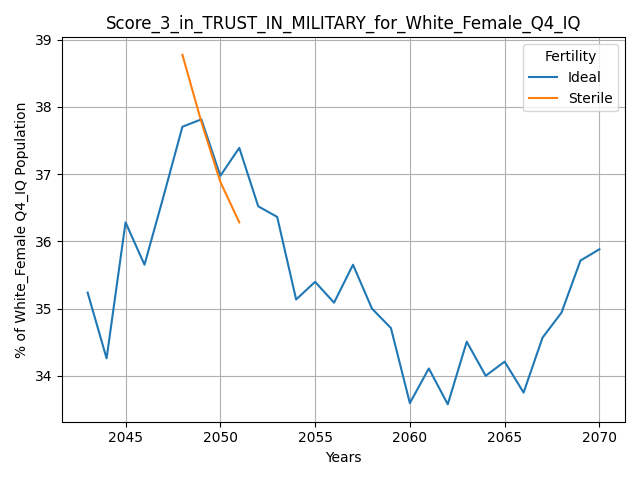 Score_3_in_TRUST_IN_MILITARY_for_White_Female_Q4_IQ
% of White_Female Q4_IQ Population
39
38
37
36
35
34
Fertility
Ideal
Sterile
2045 2050 2055 2060 2065 2070
Years